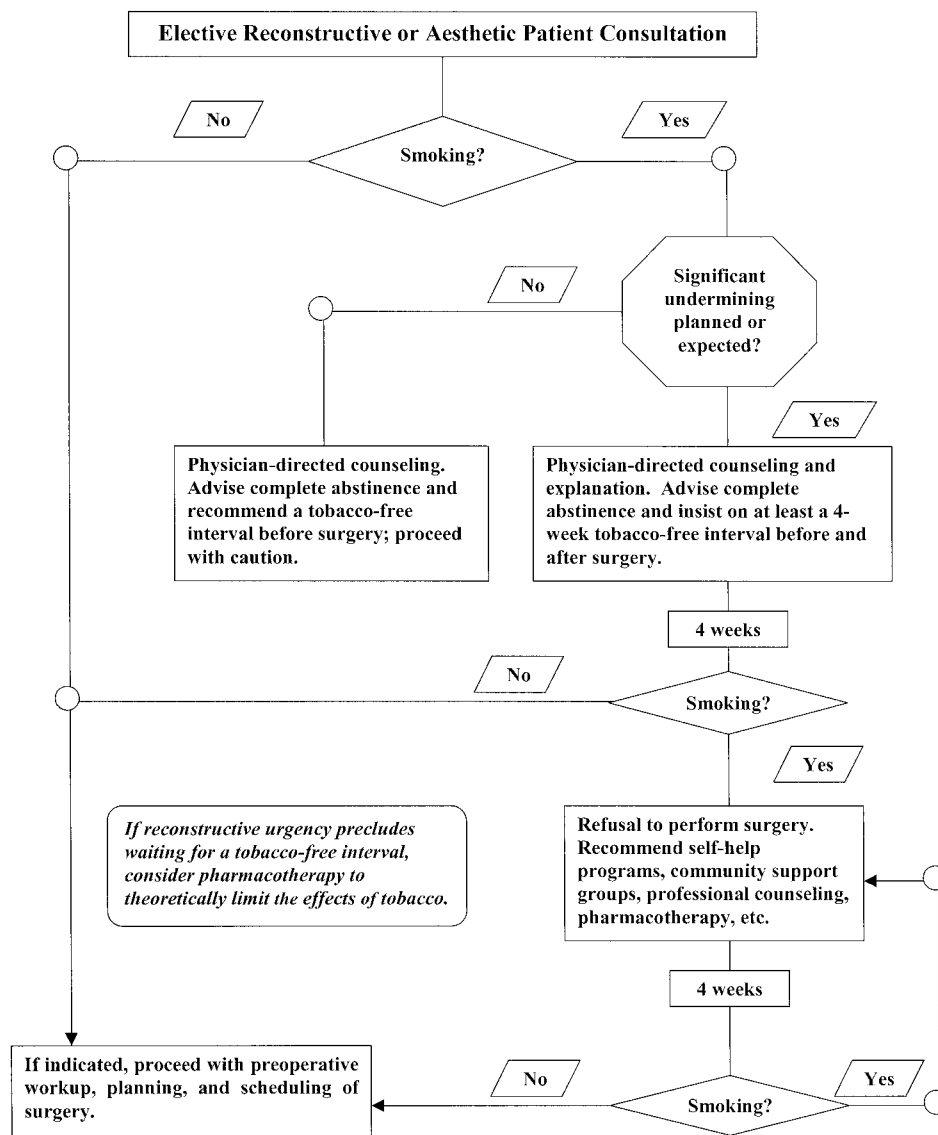 Elective Reconstructive or Aesthetic Patient Consultation
No
Yes
Smoking?
Significant
undermining
planned or
expected?
No
Yes
Physician-directed counseling.
Advise complete abstinence and
recommend a tobacco-free
interval before surgery; proceed
with caution.
Physician-directed counseling and
explanation. Advise complete
abstinence and insist on at least a 4-
week tobacco-free interval before and
after surgery.
4 weeks
No
Smoking?
Yes
If reconstructive urgency precludes
waiting for a tobacco-free interval,
consider pharmacotherapy to
theoretically limit the effects of tobacco.
Refusal to perform surgery.
Recommend self-help
programs, community support
groups, professional counseling,
pharmacotherapy, etc.
4 weeks
If indicated, proceed with preoperative
workup, planning, and scheduling of
surgery.
No
Smoking?
Yes